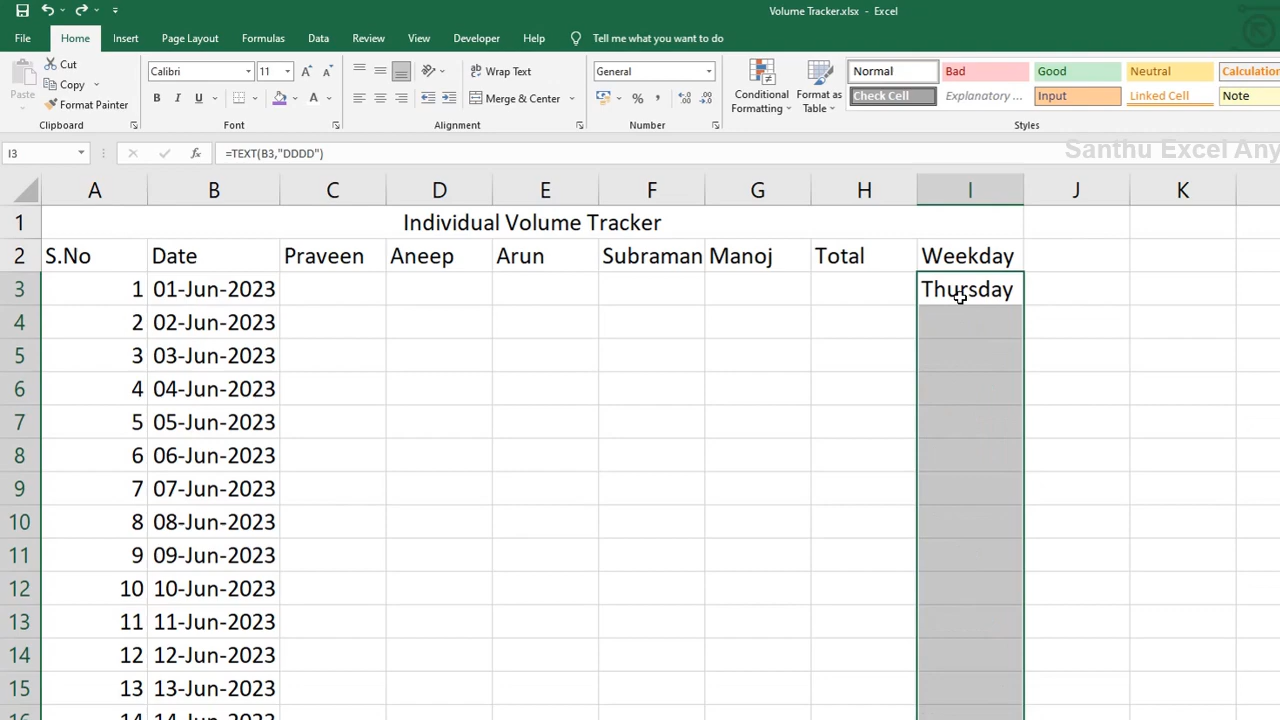 Volume Tracker.xlsx - Excel
File Home Insert Page Layout Formulas Data Review View Developer Help Tell me what you want to do
Paste
Cut
Copy
Format Painter
Clipboard
Calibri 11
B I U
Font
Wrap Text
Merge & Center
Alignment
General
Number
Conditional Formatting
Format as Table
Normal Bad Good Neutral Calculation
Check Cell Explanatory ... Input Linked Cell Note
Styles
I3 fx =TEXT(B3,"DDDD")
Santhu Excel Any
A B C D E F G H I J K
1 Individual Volume Tracker
2 S.No Date Praveen Aneep Arun Subraman Manoj Total Weekday
3 1 01-Jun-2023 Thursday
4 2 02-Jun-2023
5 3 03-Jun-2023
6 4 04-Jun-2023
7 5 05-Jun-2023
8 6 06-Jun-2023
9 7 07-Jun-2023
10 8 08-Jun-2023
11 9 09-Jun-2023
12 10 10-Jun-2023
13 11 11-Jun-2023
14 12 12-Jun-2023
15 13 13-Jun-2023
16 14 14-Jun-2023